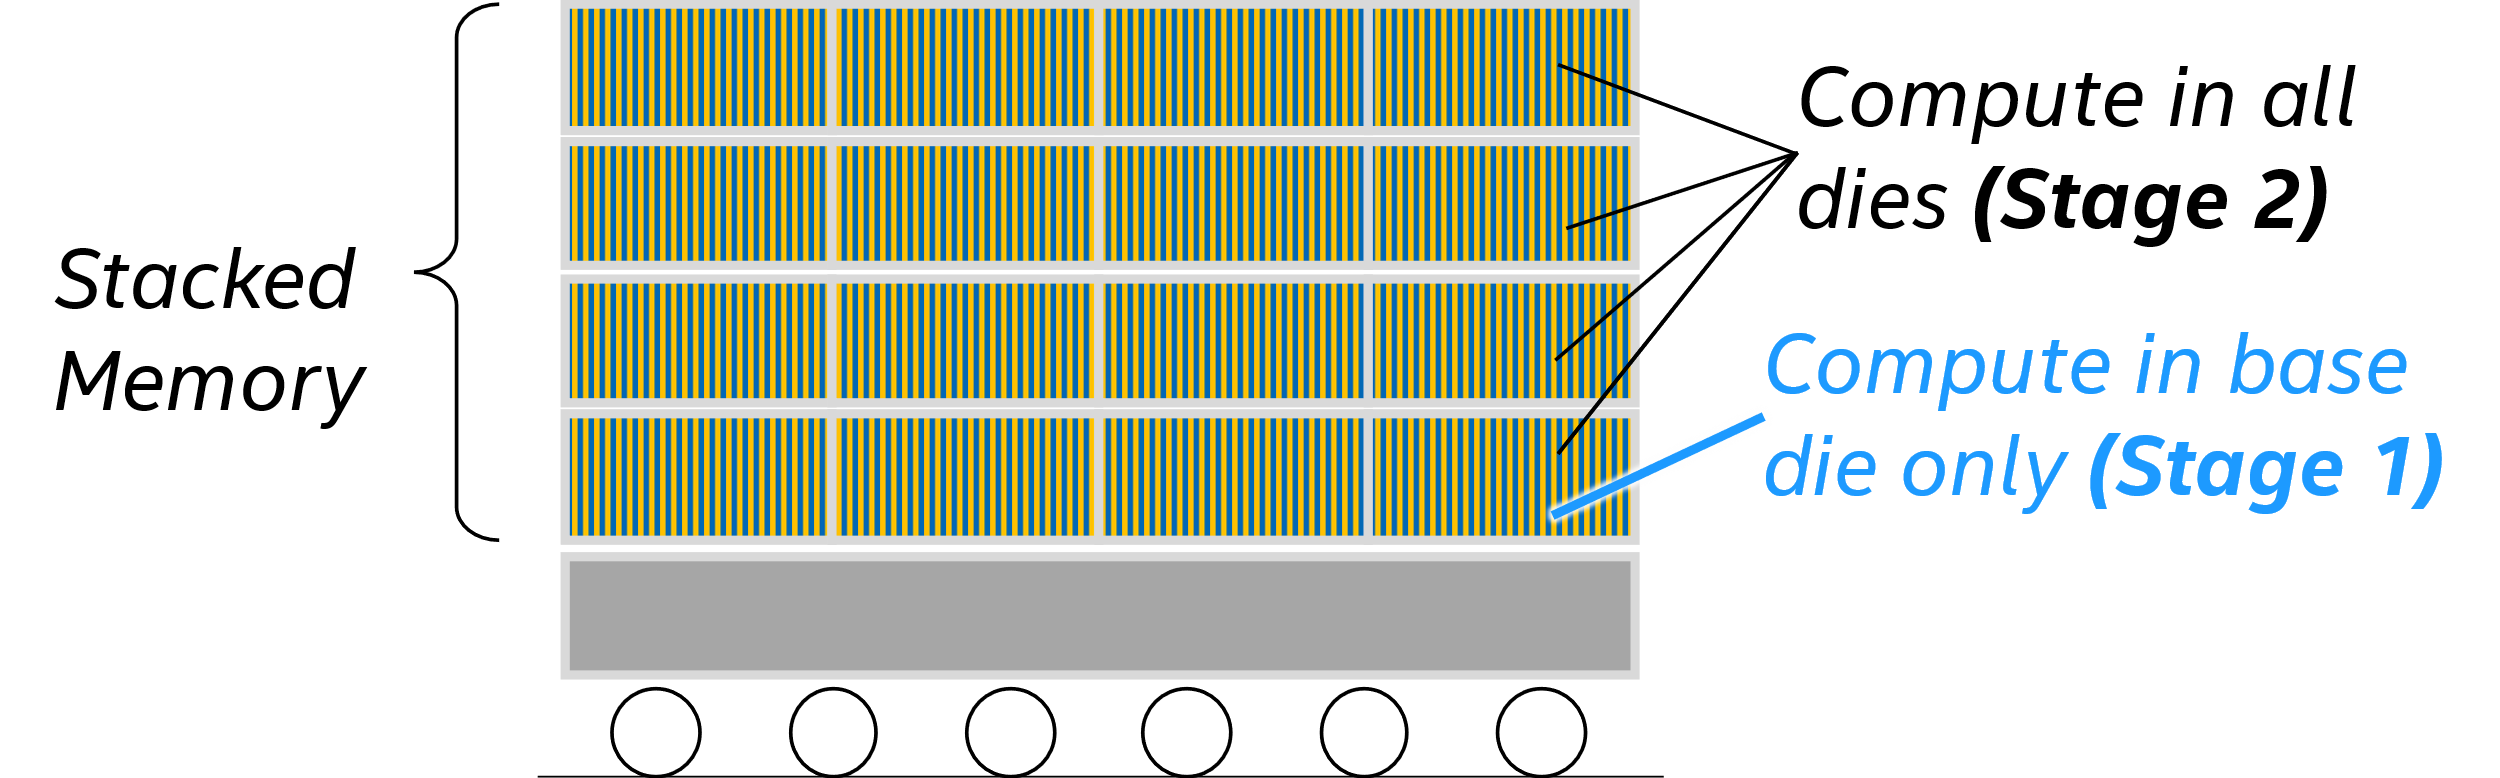 Stacked
Memory
Compute in all
dies (Stage 2)
Compute in base
die only (Stage 1)